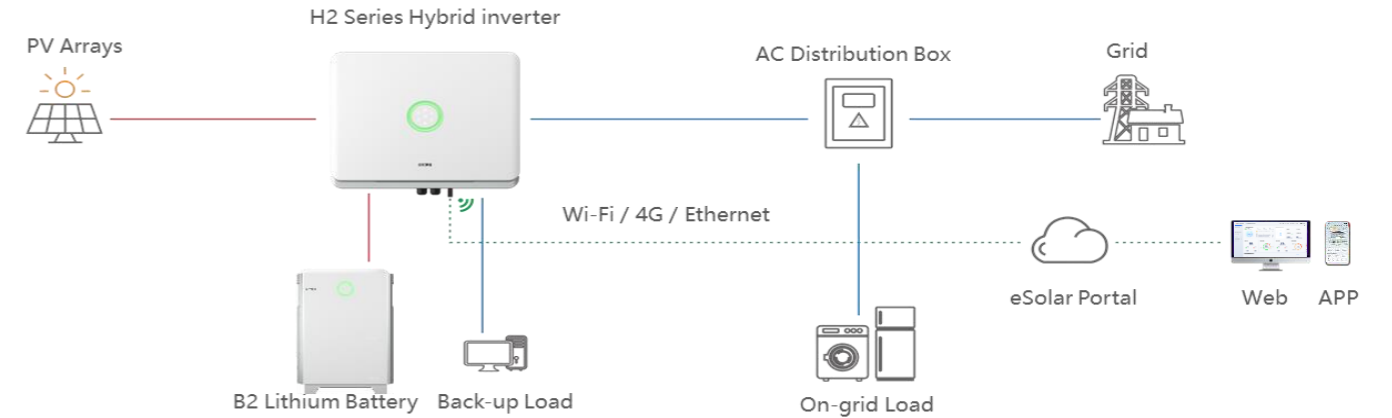 H2 Series Hybrid inverter
PV Arrays
AC Distribution Box
Grid
Wi-Fi / 4G / Ethernet
eSolar Portal
Web
APP
B2 Lithium Battery
Back-up Load
On-grid Load